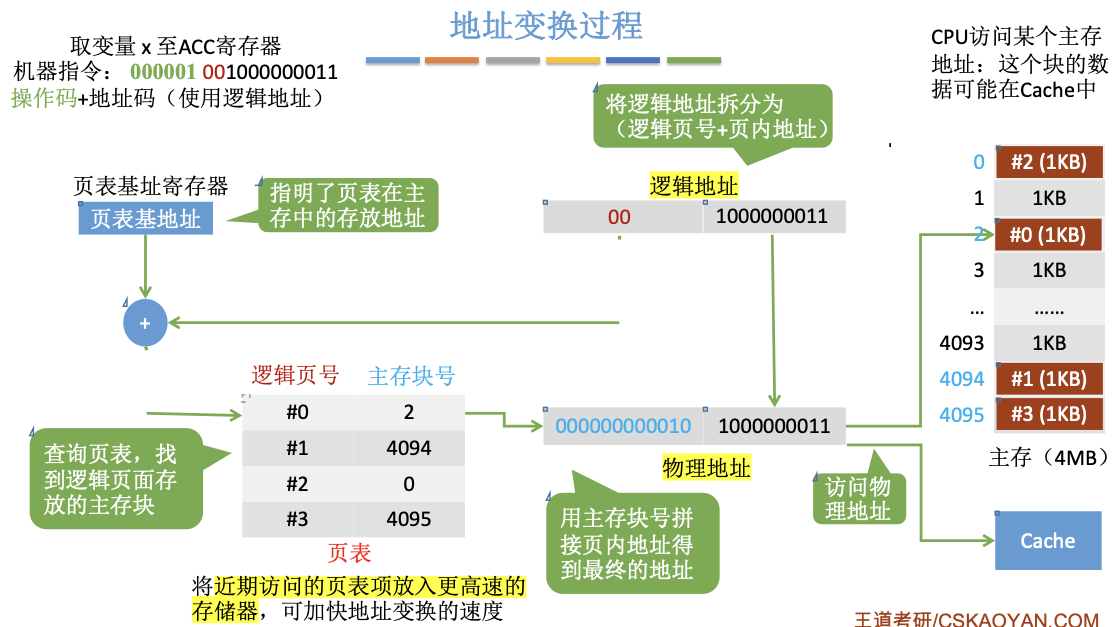 地址变换过程
取变量 x 至ACC寄存器
机器指令： 000001 001000000011
操作码+地址码（使用逻辑地址）
CPU访问某个主存
地址：这个块的数
据可能在Cache中
将逻辑地址拆分为
（逻辑页号+页内地址）
页表基址寄存器
页表基地址
指明了页表在主
存中的存放地址
逻辑地址
00 1000000011
+
逻辑页号 主存块号
#0 2
#1 4094
#2 0
#3 4095
页表
查询页表，找
到逻辑页面存
放的主存块
将近期访问的页表项放入更高速的
存储器，可加快地址变换的速度
000000000010 1000000011
物理地址
用主存块号拼
接页内地址得
到最终的地址
访问物
理地址
0 #2 (1KB)
1 1KB
2 #0 (1KB)
3 1KB
... ......
4093 1KB
4094 #1 (1KB)
4095 #3 (1KB)
主存（4MB）
Cache
王道考研/CSKAOYAN.COM